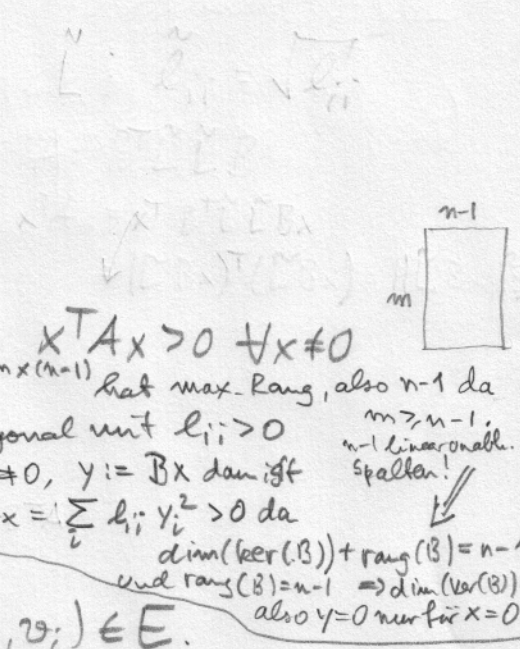 n-1
m
x^T A x > 0 ∀x ≠ 0
m×(n-1) hat max. Rang, also n-1 da
m ≥ n-1,
n-1 linear unabh.
Spalten!
gonal mit l_ii > 0
≠ 0, y := Bx dann ist
x = Σ_i l_ii y_i^2 > 0 da
dim(ker(B)) + rang(B) = n-1
und rang(B) = n-1 ⇒ dim(ker(B))
also y = 0 nur für x = 0
, v_j) ∈ E.